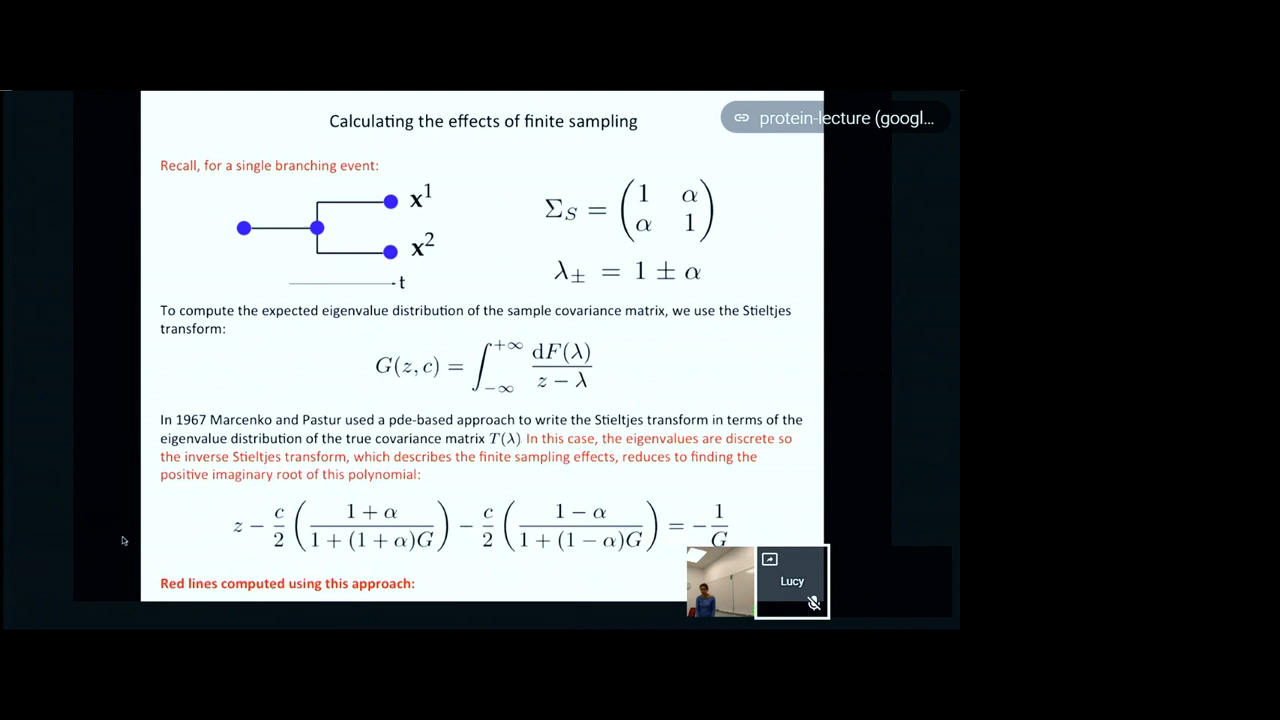 Calculating the effects of finite sampling
protein-lecture (googl...
Recall, for a single branching event:
x¹
x²
t
Σ_S = ( 1 α
α 1 )
λ± = 1 ± α
To compute the expected eigenvalue distribution of the sample covariance matrix, we use the Stieltjes
transform:
G(z, c) = ∫_{-∞}^{+∞} dF(λ) / (z − λ)
In 1967 Marcenko and Pastur used a pde-based approach to write the Stieltjes transform in terms of the
eigenvalue distribution of the true covariance matrix T(λ) In this case, the eigenvalues are discrete so
the inverse Stieltjes transform, which describes the finite sampling effects, reduces to finding the
positive imaginary root of this polynomial:
z − c/2 ( (1 + α) / (1 + (1 + α)G) ) − c/2 ( (1 − α) / (1 + (1 − α)G) ) = − 1/G
Red lines computed using this approach:
Lucy